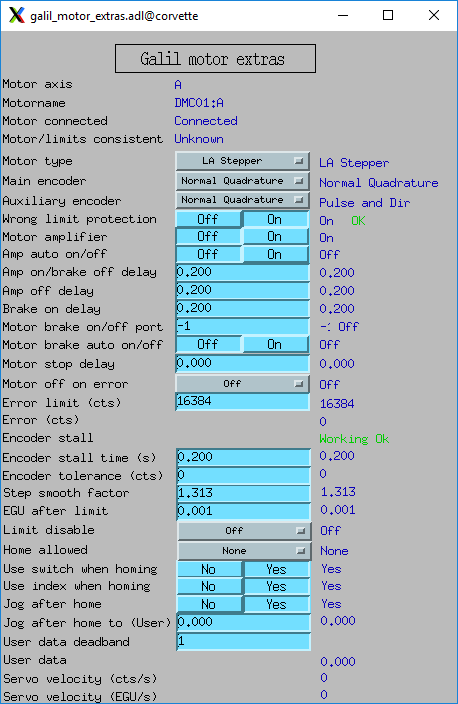 galil_motor_extras.adl@corvette
Galil motor extras
Motor axis A
Motorname DMC01:A
Motor connected Connected
Motor/limits consistent Unknown
Motor type LA Stepper LA Stepper
Main encoder Normal Quadrature Normal Quadrature
Auxiliary encoder Normal Quadrature Pulse and Dir
Wrong limit protection Off On On OK
Motor amplifier Off On On
Amp auto on/off Off On Off
Amp on/brake off delay 0.200 0.200
Amp off delay 0.200 0.200
Brake on delay 0.200 0.200
Motor brake on/off port -1 -1 Off
Motor brake auto on/off Off On Off
Motor stop delay 0.000 0.000
Motor off on error Off Off
Error limit (cts) 16384 16384
Error (cts) 0
Encoder stall Working Ok
Encoder stall time (s) 0.200 0.200
Encoder tolerance (cts) 0 0
Step smooth factor 1.313 1.313
EGU after limit 0.001 0.001
Limit disable Off Off
Home allowed None None
Use switch when homing No Yes Yes
Use index when homing No Yes Yes
Jog after home No Yes Yes
Jog after home to (User) 0.000 0.000
User data deadband 1
User data 0.000
Servo velocity (cts/s) 0
Servo velocity (EGU/s) 0